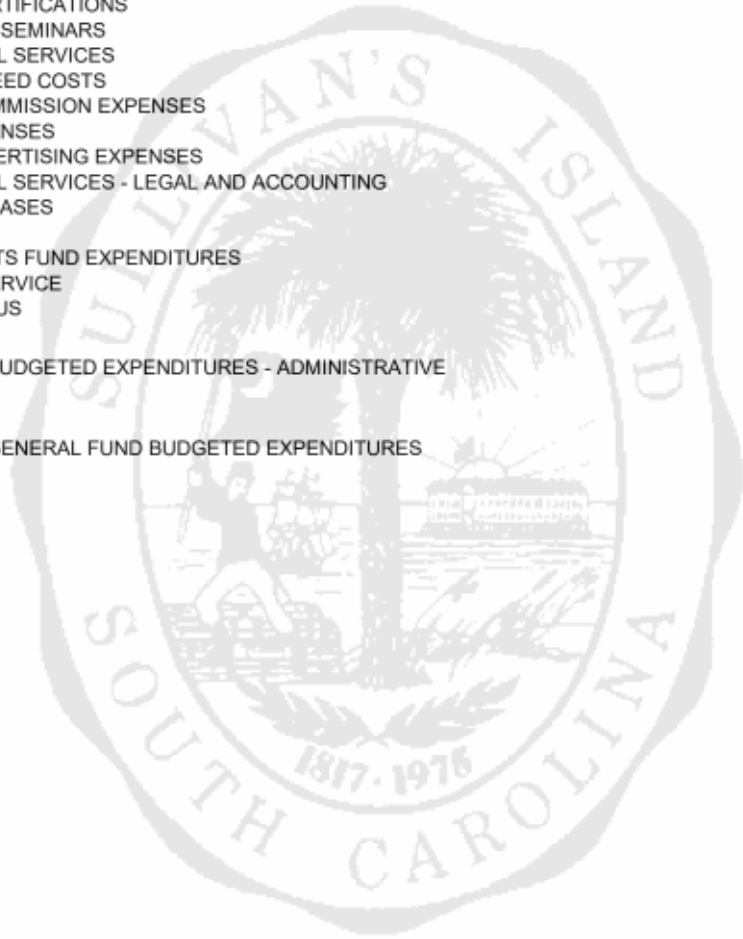 RTIFICATIONS
SEMINARS
L SERVICES
EED COSTS
MMISSION EXPENSES
NSES
ERTISING EXPENSES
L SERVICES - LEGAL AND ACCOUNTING
ASES
TS FUND EXPENDITURES
RVICE
US
UDGETED EXPENDITURES - ADMINISTRATIVE
GENERAL FUND BUDGETED EXPENDITURES
SULLIVAN'S ISLAND
1817-1975
SOUTH CAROLINA